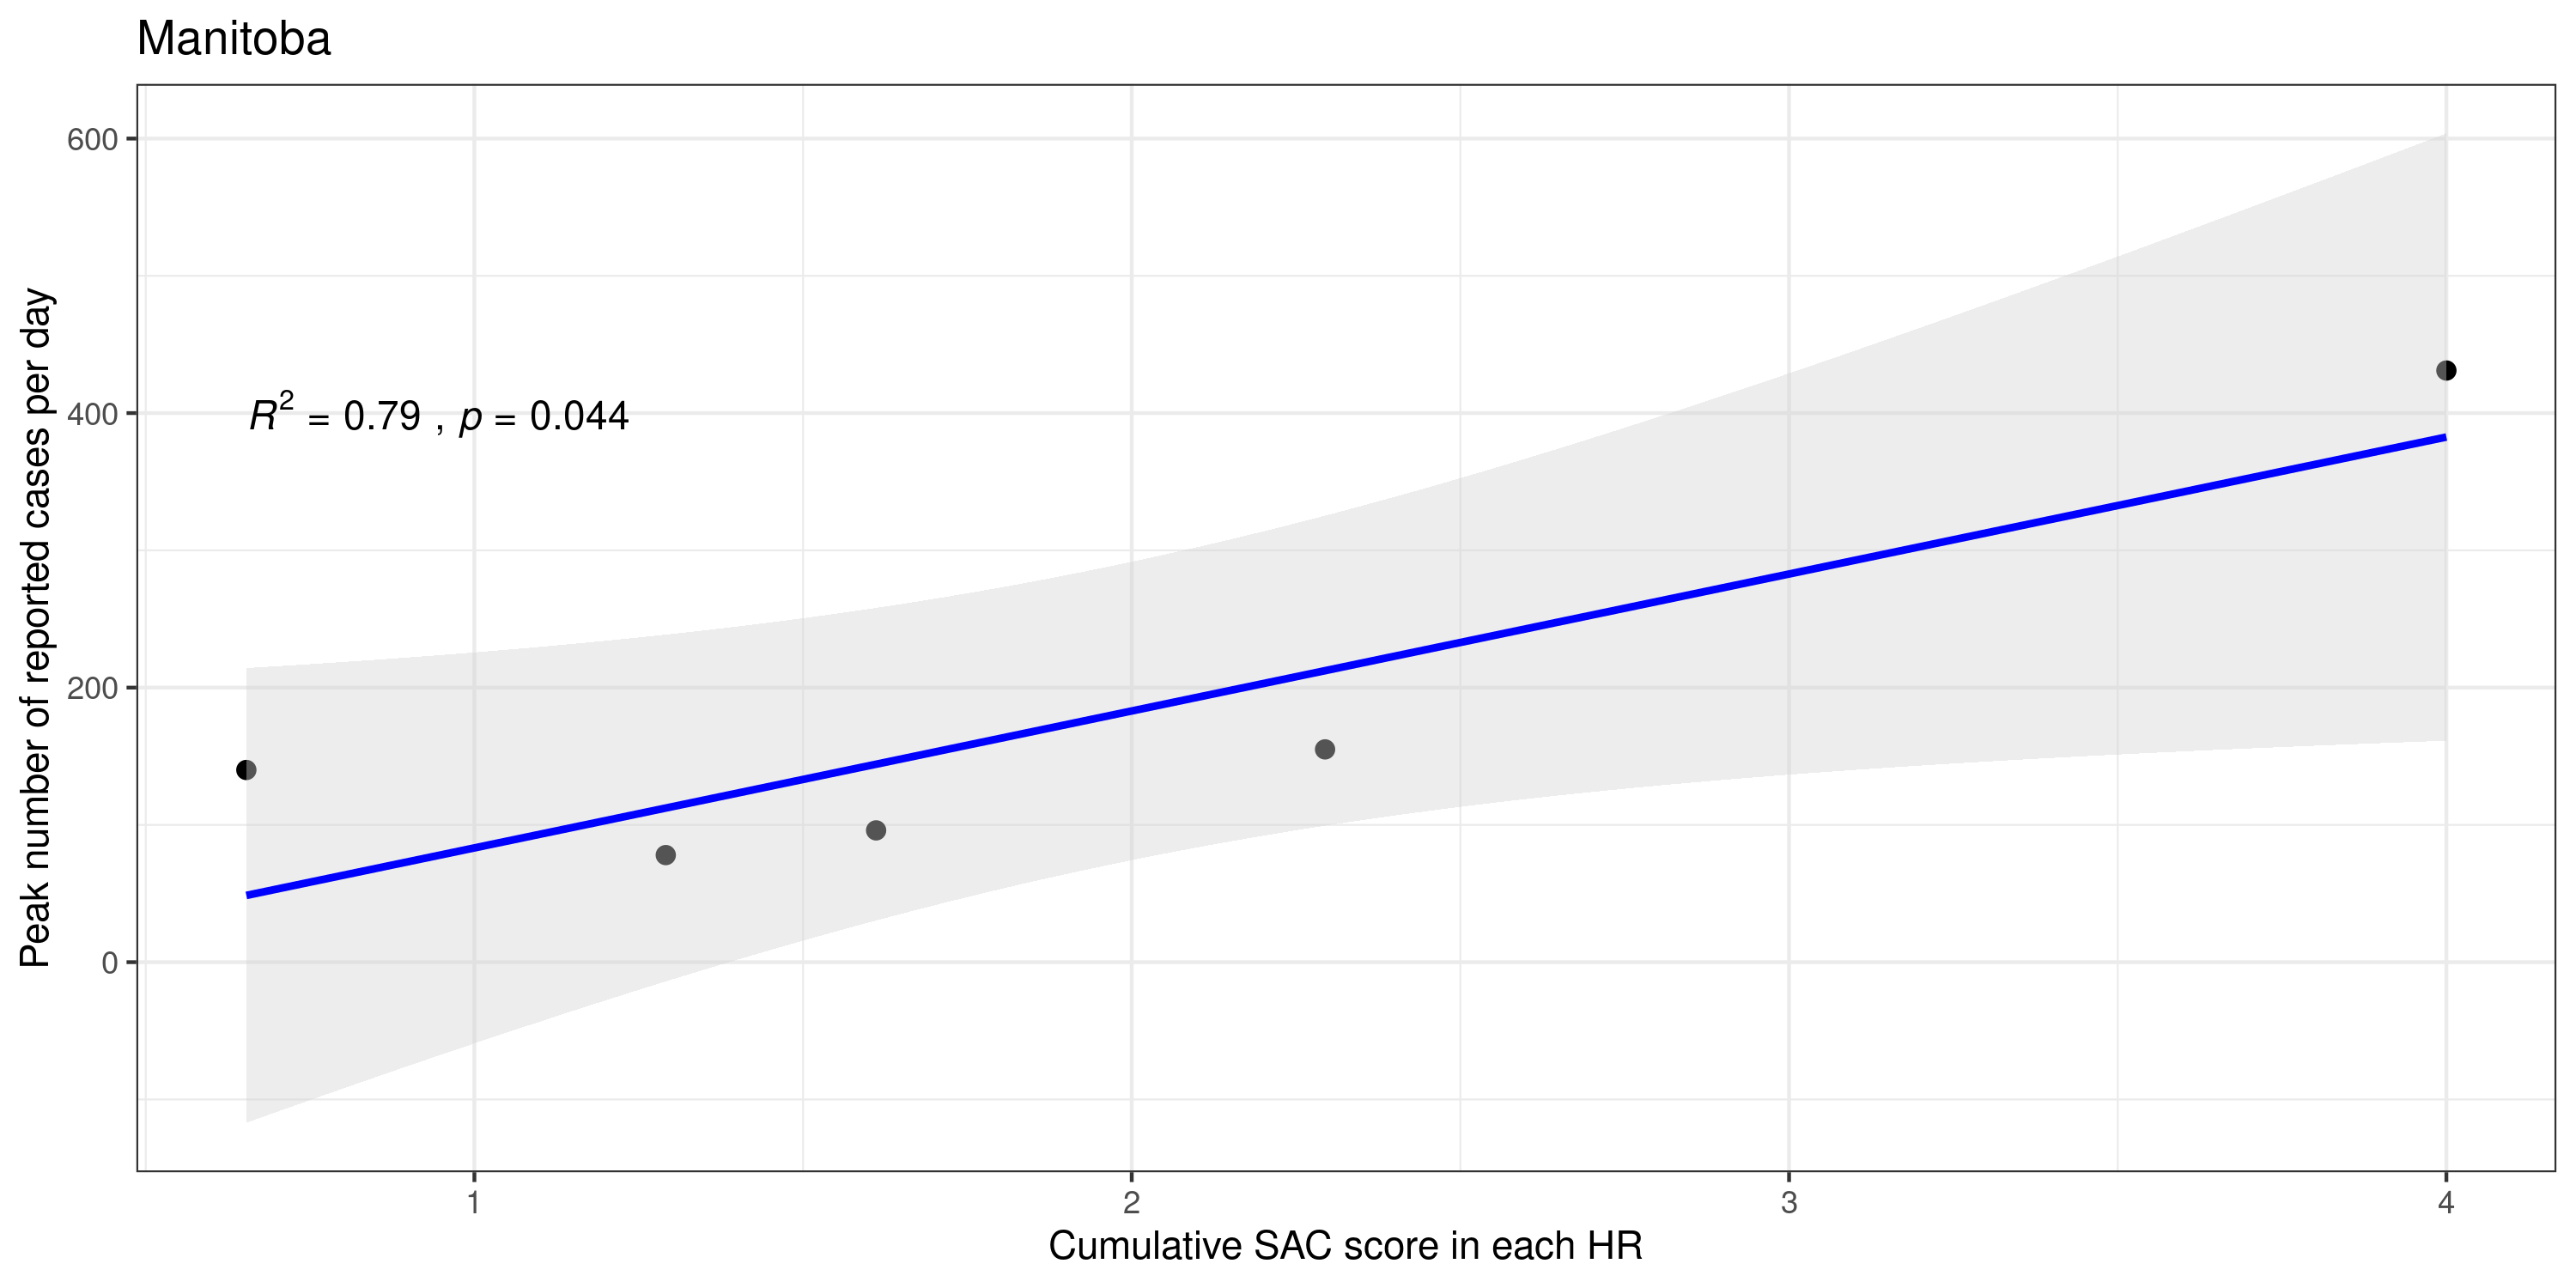 Manitoba
Peak number of reported cases per day
600
400
200
0
R² = 0.79 , p = 0.044
1
2
3
4
Cumulative SAC score in each HR